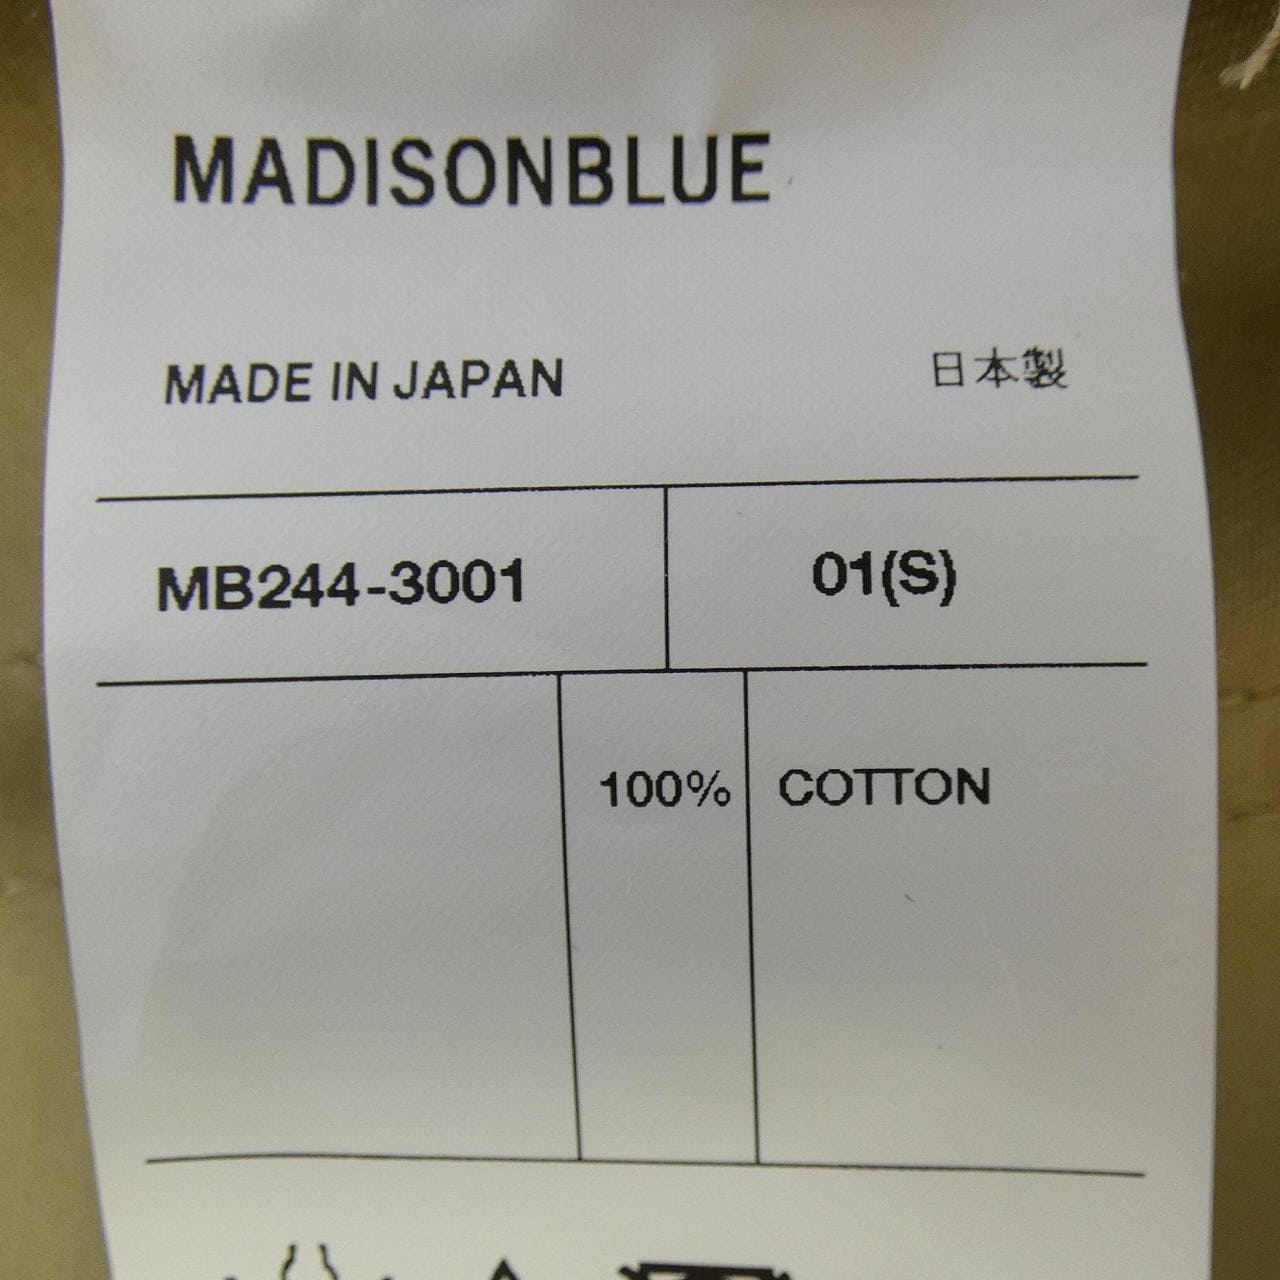 MADISONBLUE
MADE IN JAPAN 日本製
MB244-3001 01(S)
100% COTTON